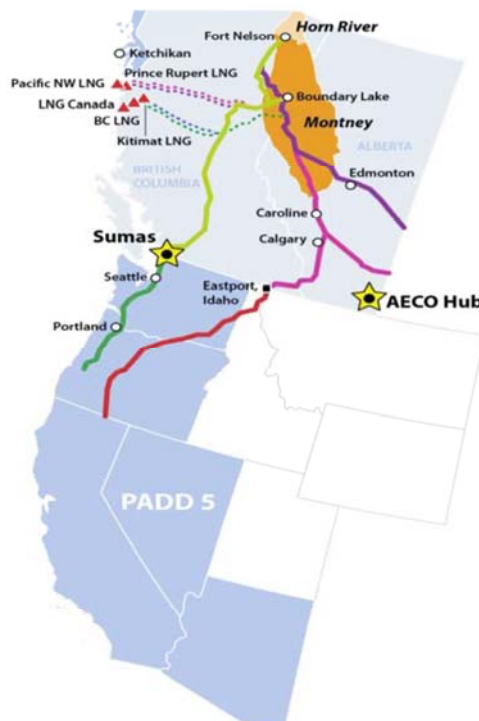 Horn River
Fort Nelson
Ketchikan
Prince Rupert LNG
Pacific NW LNG
LNG Canada
BC LNG
Kitimat LNG
Boundary Lake
Montney
ALBERTA
BRITISH
COLUMBIA
Edmonton
Caroline
Calgary
Sumas
Seattle
Eastport,
Idaho
AECO Hub
Portland
PADD 5